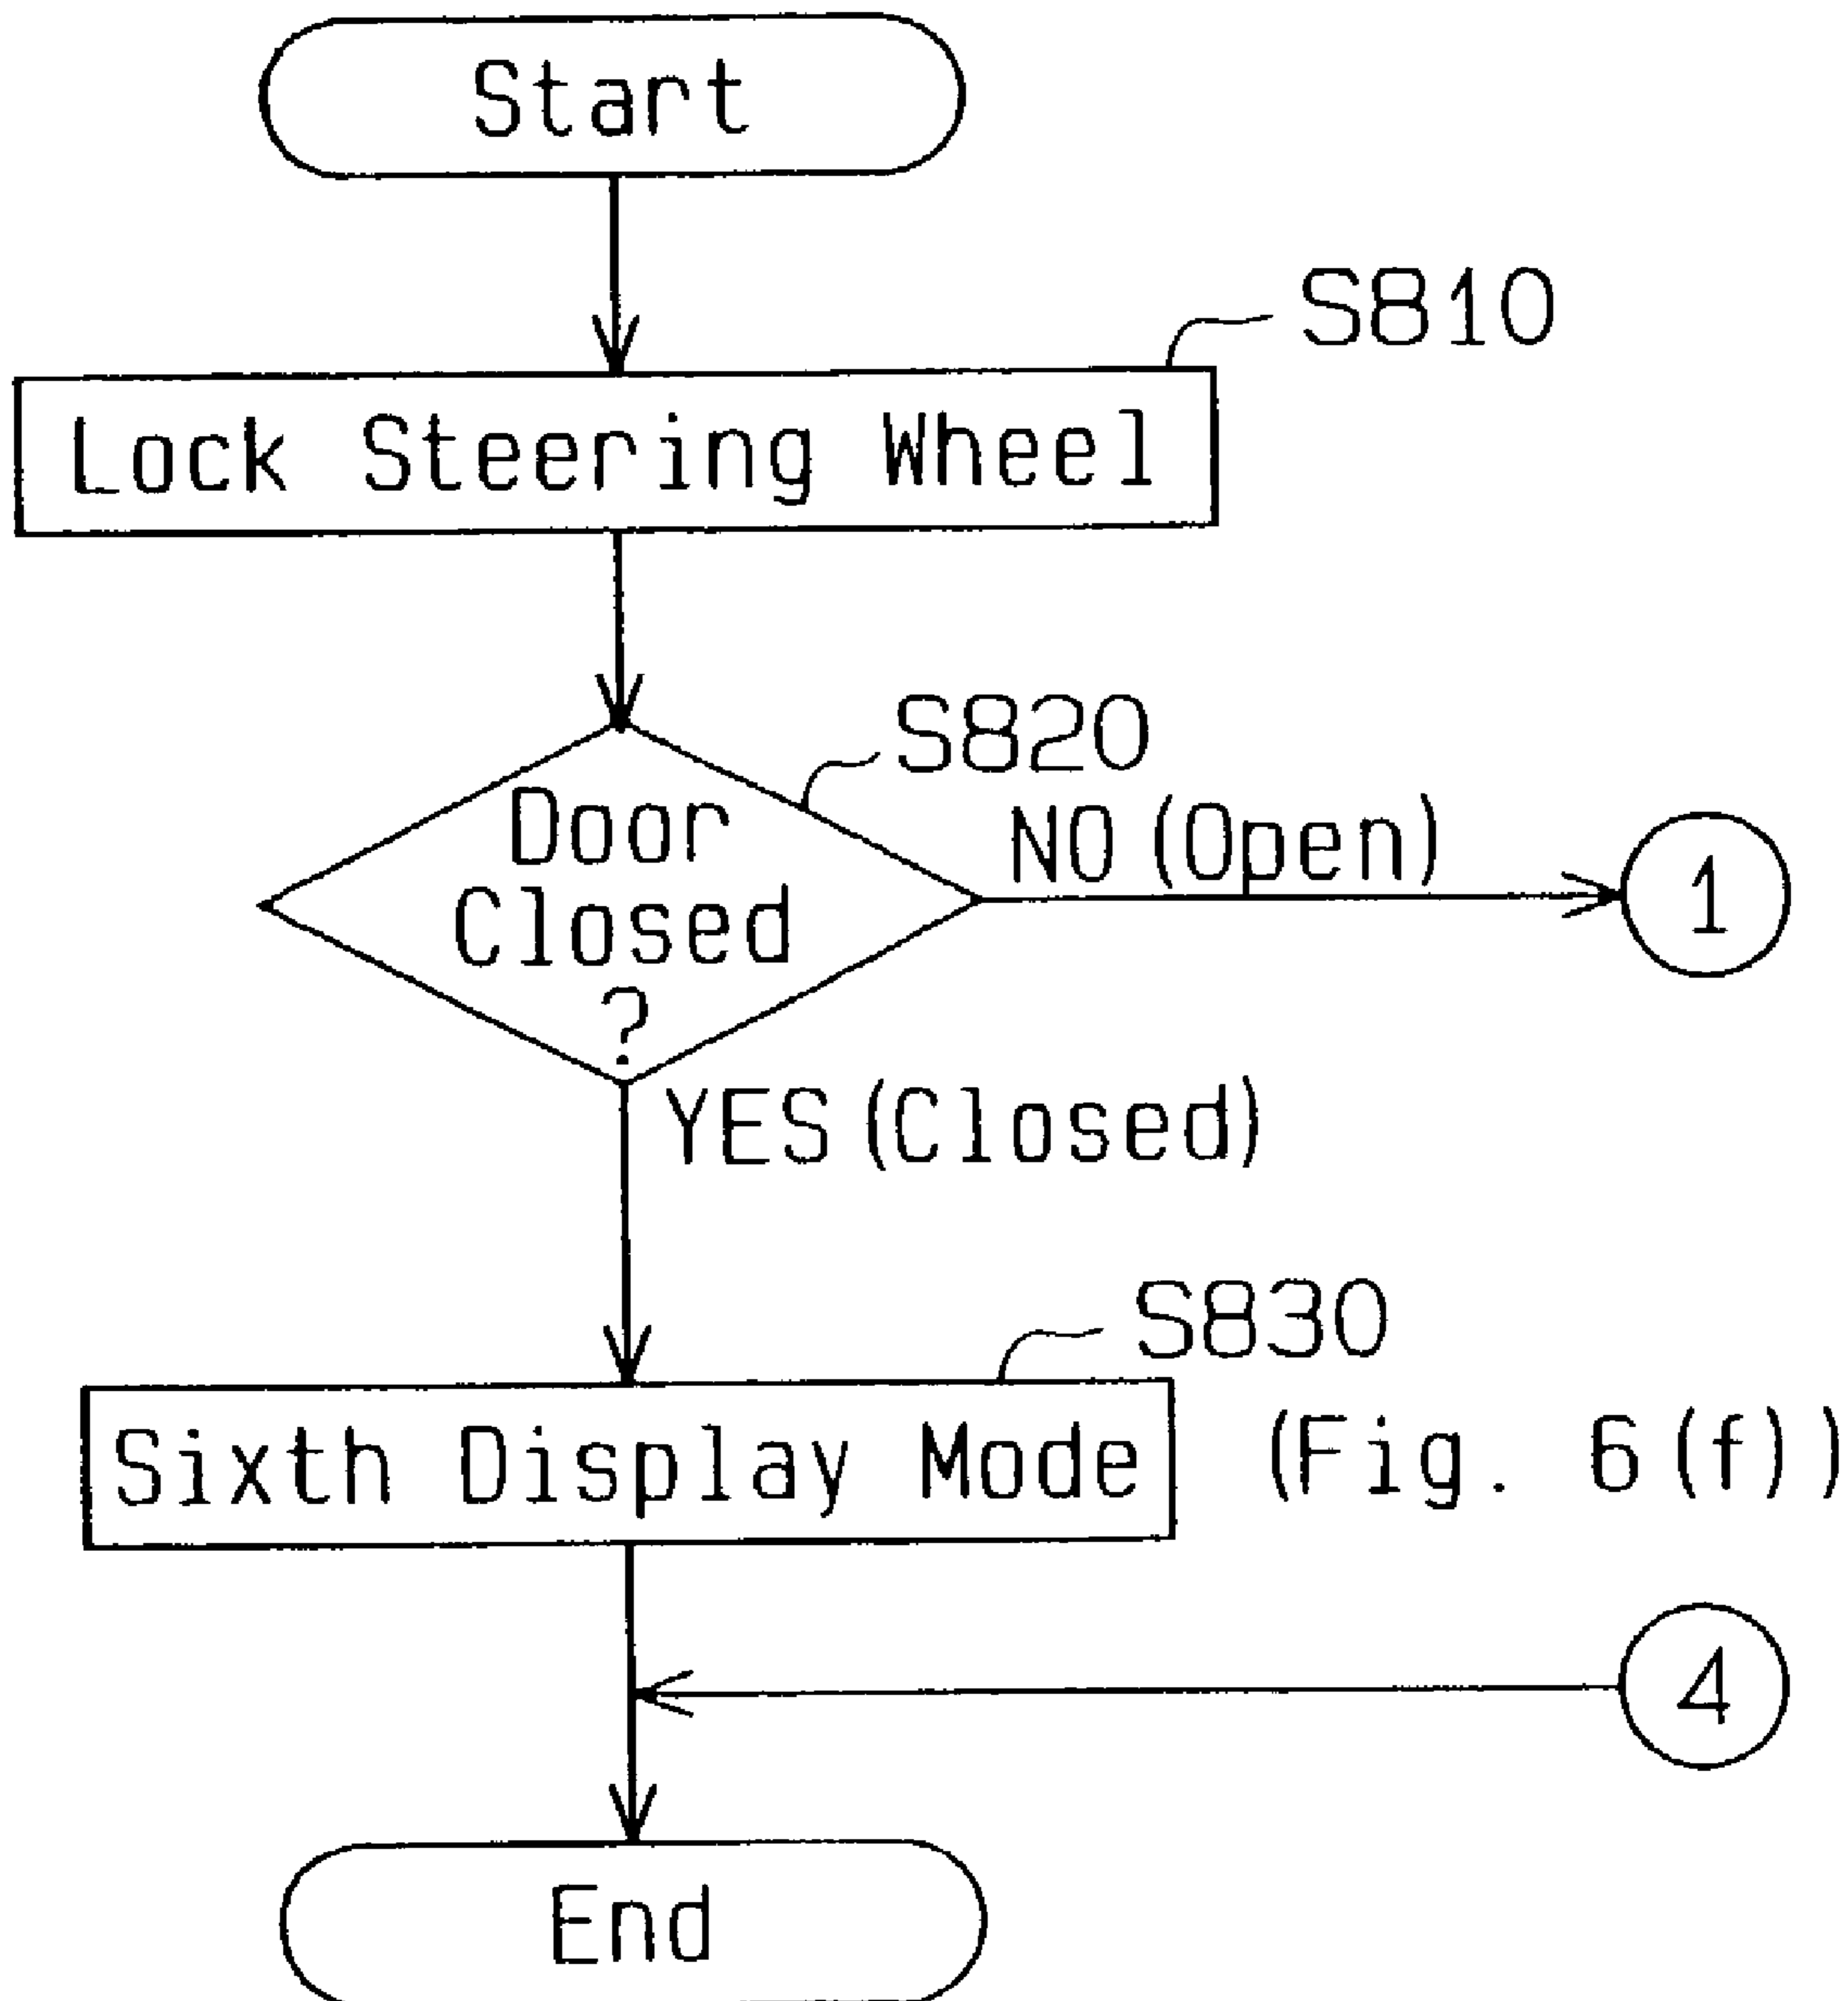 Start
S810
Lock Steering Wheel
S820
Door
Closed
?
NO (Open)
1
YES (Closed)
S830
Sixth Display Mode
(Fig. 6(f))
4
End